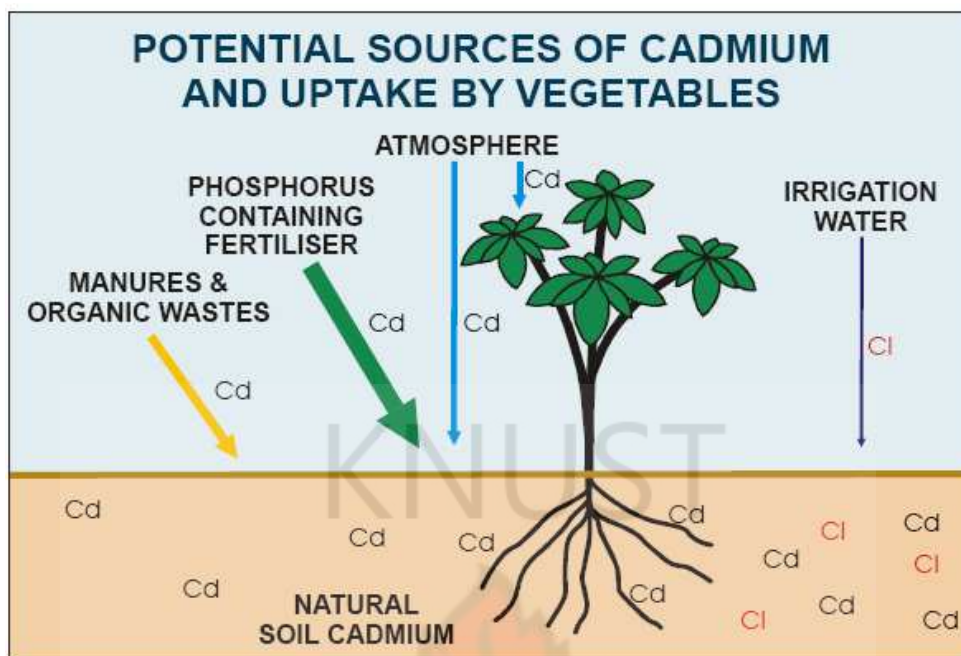 POTENTIAL SOURCES OF CADMIUM
AND UPTAKE BY VEGETABLES
ATMOSPHERE
Cd
PHOSPHORUS
CONTAINING
FERTILISER
IRRIGATION
WATER
MANURES &
ORGANIC WASTES
Cd
Cd
Cl
Cd
KNUST
Cd
Cd
Cd
Cd
Cl
Cd
Cd
Cl
Cd
Cd
Cl
Cd
Cd
NATURAL
SOIL CADMIUM